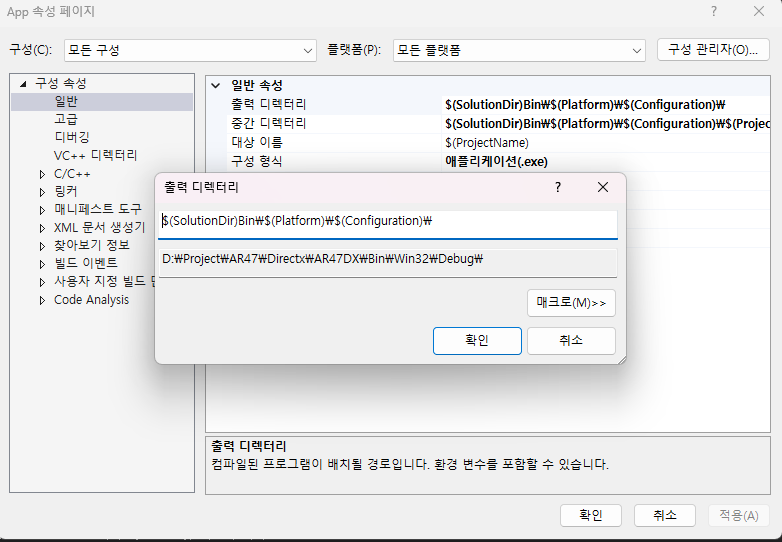 App 속성 페이지
구성(C): 모든 구성 플랫폼(P): 모든 플랫폼 구성 관리자(O)...
구성 속성
일반
고급
디버깅
VC++ 디렉터리
C/C++
링커
매니페스트 도구
XML 문서 생성기
찾아보기 정보
빌드 이벤트
사용자 지정 빌드
Code Analysis
일반 속성
출력 디렉터리 $(SolutionDir)Bin₩$(Platform)₩$(Configuration)₩
중간 디렉터리 $(SolutionDir)Bin₩$(Platform)₩$(Configuration)₩$(Projec
대상 이름 $(ProjectName)
구성 형식 애플리케이션(.exe)
출력 디렉터리
$(SolutionDir)Bin₩$(Platform)₩$(Configuration)₩
D:₩Project₩AR47₩Directx₩AR47DX₩Bin₩Win32₩Debug₩
매크로(M)>>
확인 취소
출력 디렉터리
컴파일된 프로그램이 배치될 경로입니다. 환경 변수를 포함할 수 있습니다.
확인 취소 적용(A)